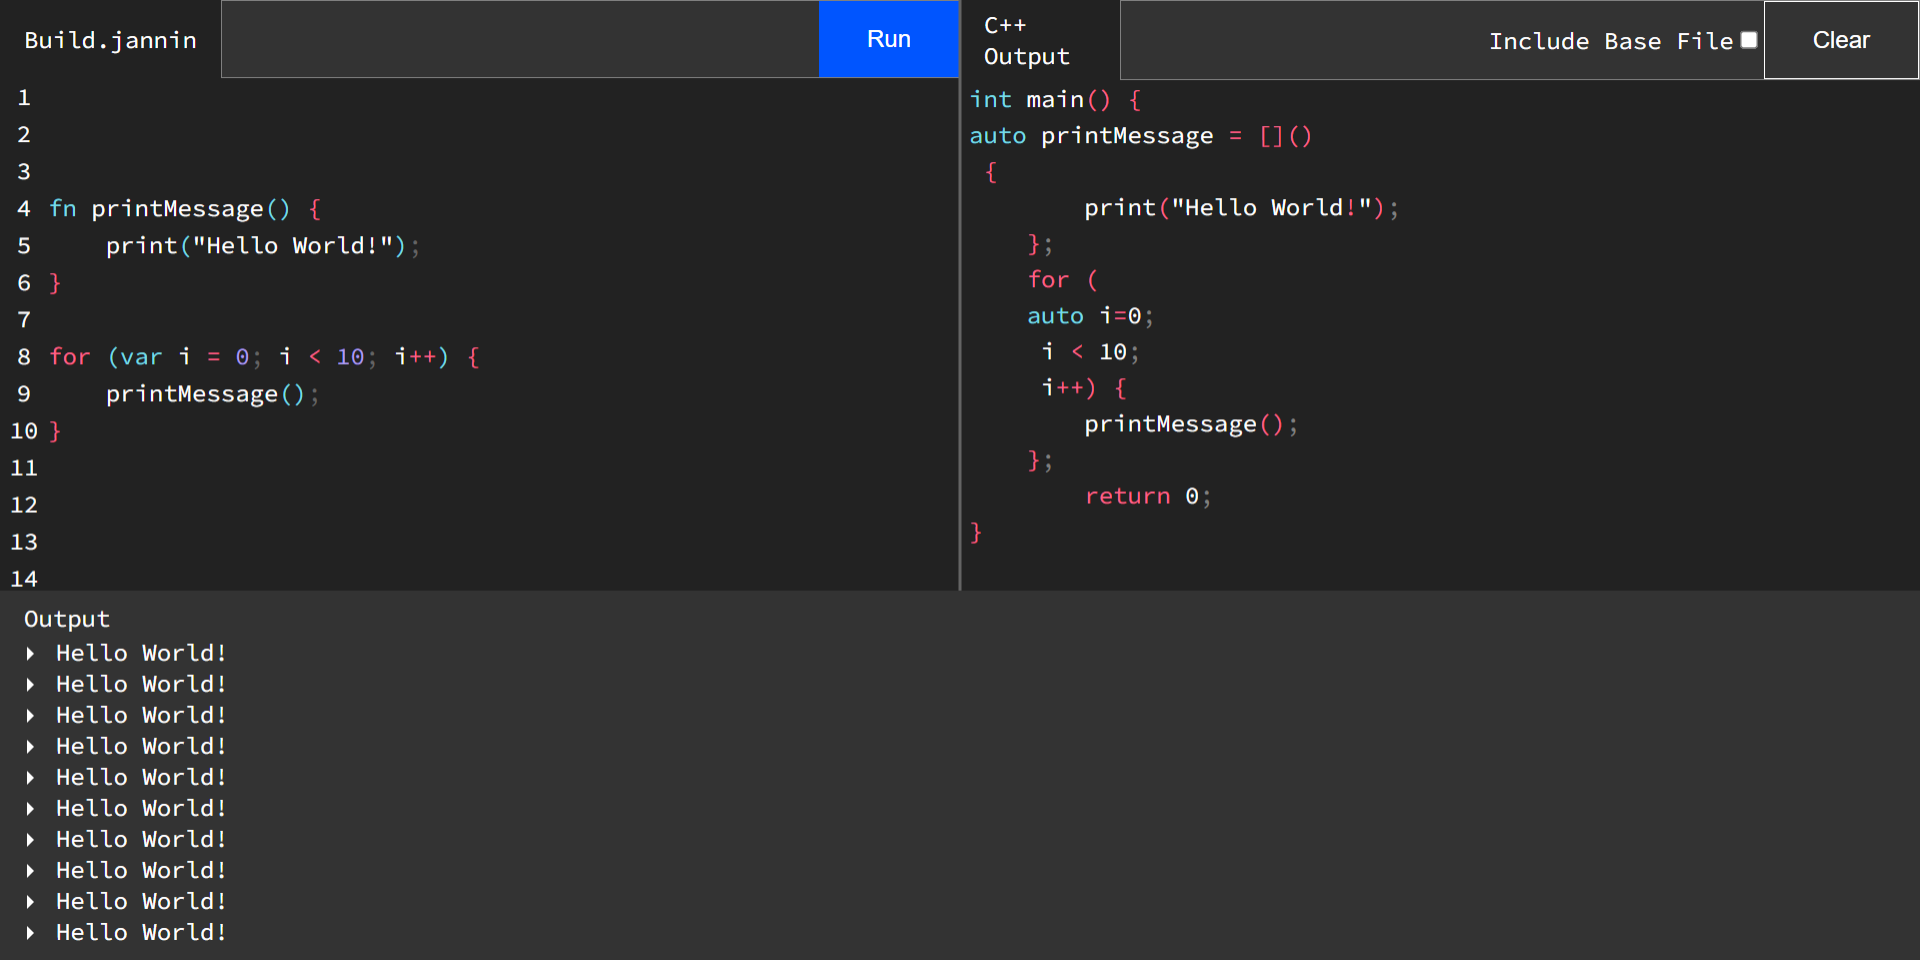 Build.jannin
Run
1
2
3
4 fn printMessage() {
5     print("Hello World!");
6 }
7
8 for (var i = 0; i < 10; i++) {
9     printMessage();
10 }
11
12
13
14
C++
Output
Include Base File
Clear
int main() {
auto printMessage = []()
 {
        print("Hello World!");
    };
    for (
    auto i=0;
     i < 10;
     i++) {
        printMessage();
    };
        return 0;
}
Output
Hello World!
Hello World!
Hello World!
Hello World!
Hello World!
Hello World!
Hello World!
Hello World!
Hello World!
Hello World!